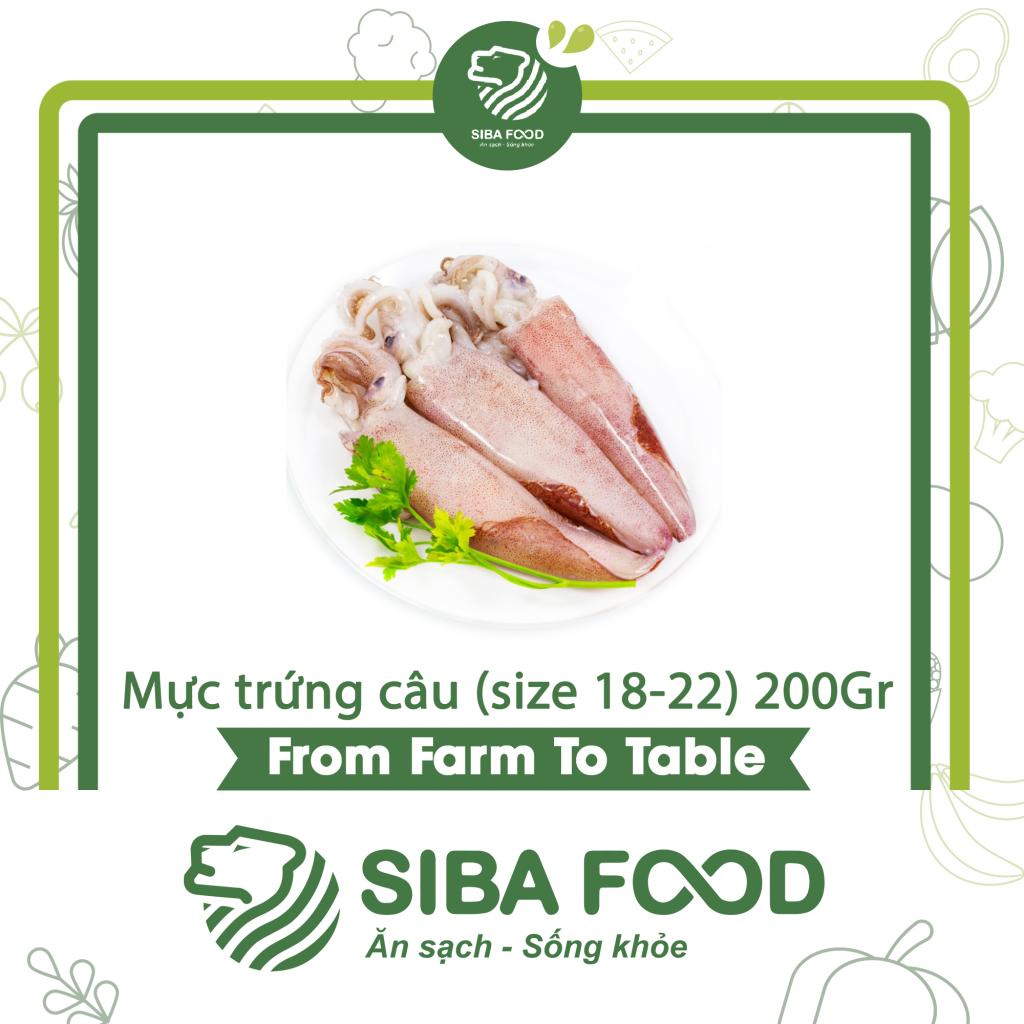 SIBA FOOD
Ăn sạch - Sống khỏe
Mực trứng câu (size 18-22) 200Gr
From Farm To Table
SIBA FOOD
Ăn sạch - Sống khỏe